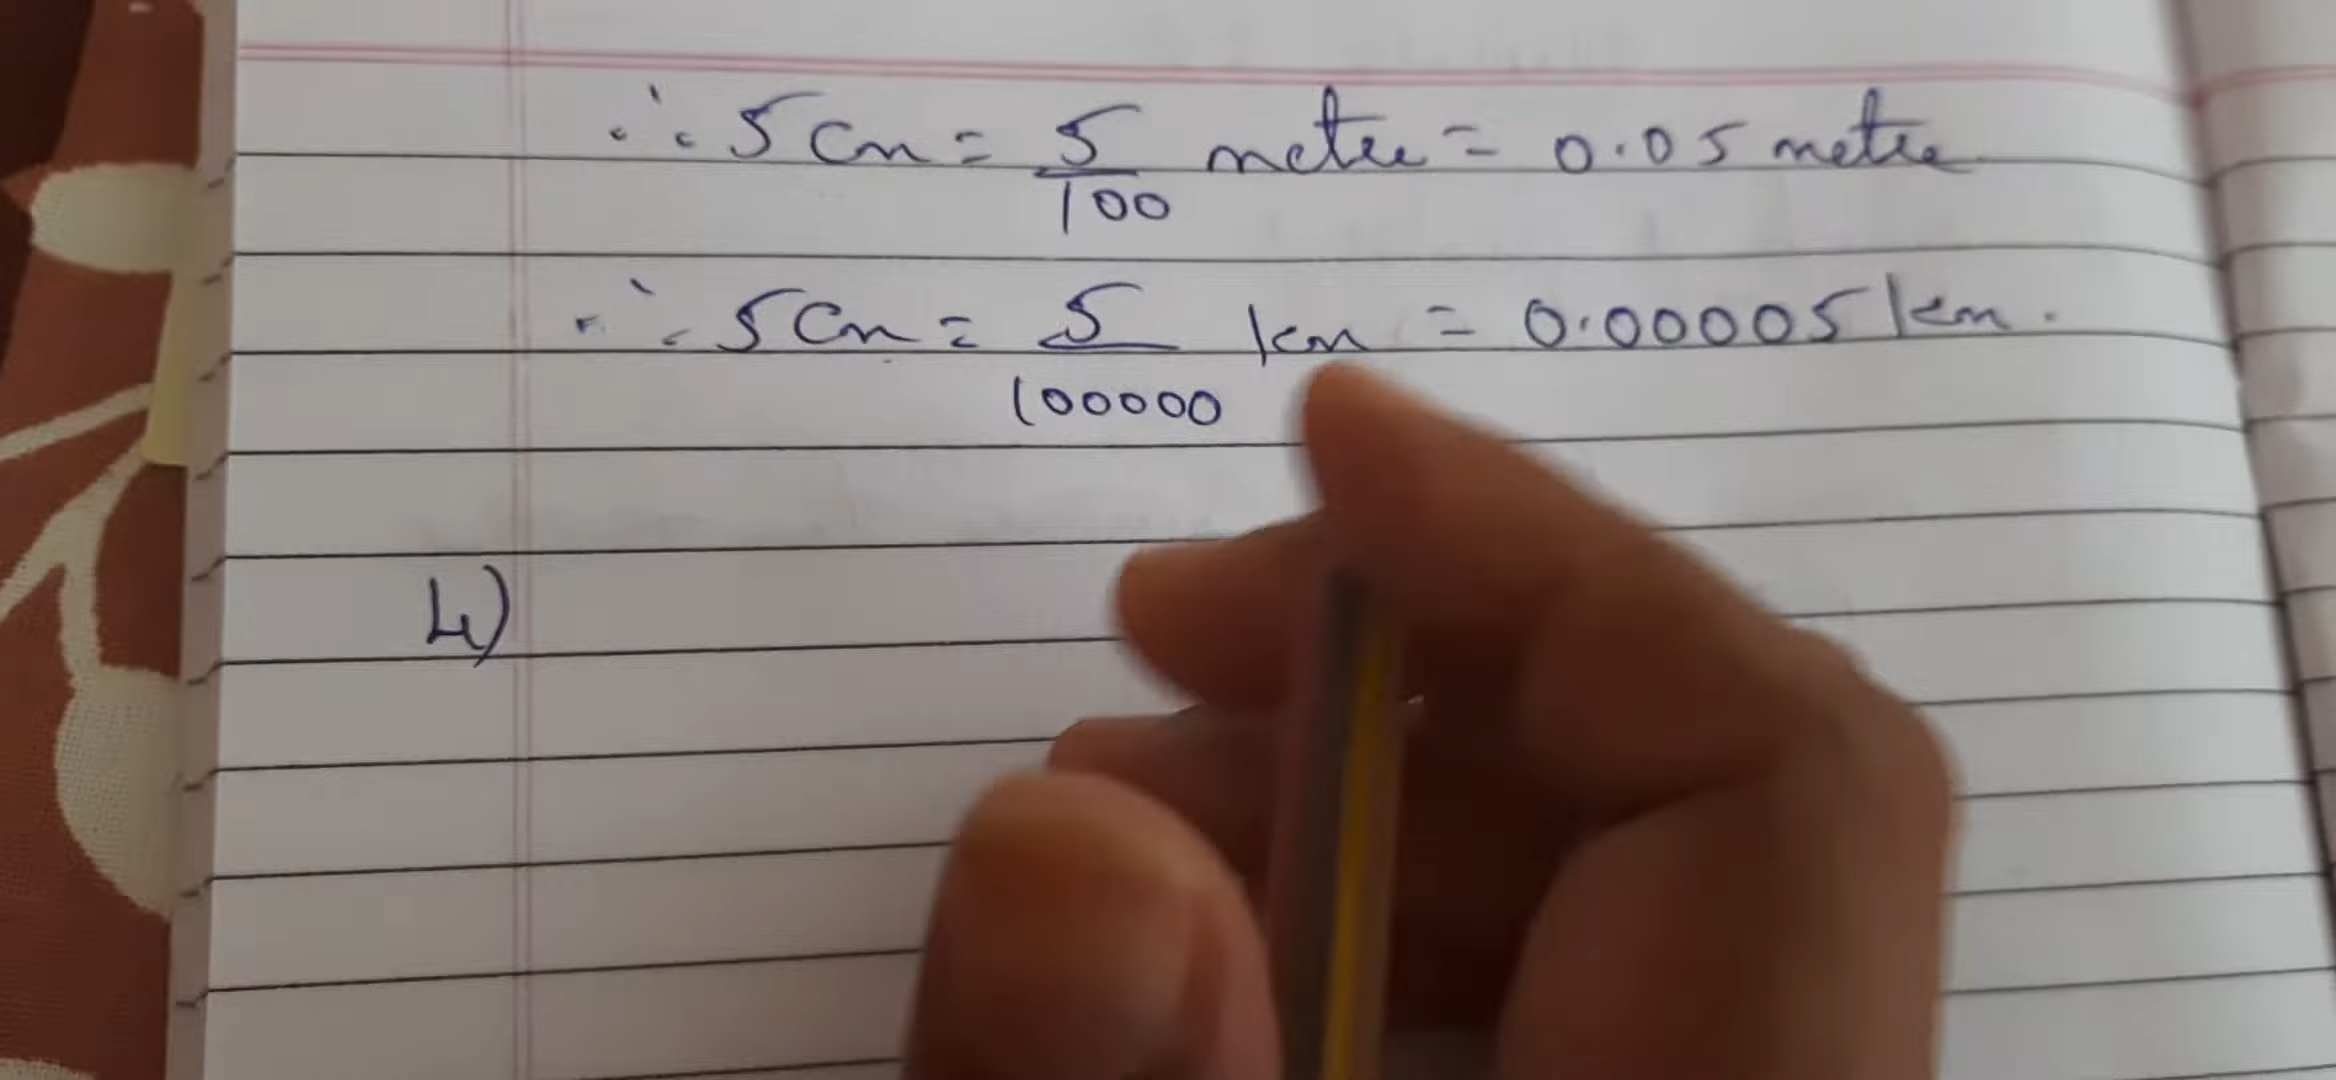 ∴ 5 cm = 5/100 metre = 0.05 metre
∴ 5 cm = 5/100000 km = 0.00005 km.
4)